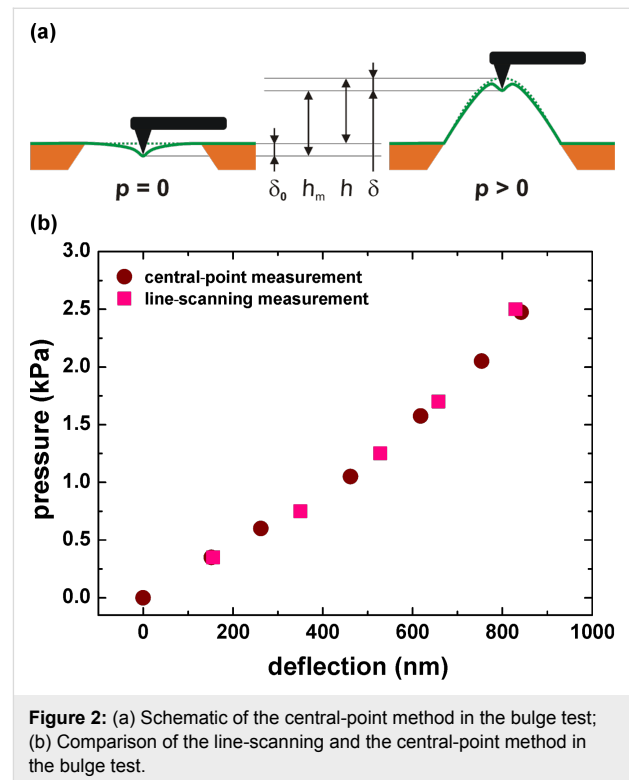 (a)
p = 0
δ₀ hₘ h δ
p > 0
(b)
3.0
2.5
2.0
1.5
1.0
0.5
0.0
pressure (kPa)
central-point measurement
line-scanning measurement
0 200 400 600 800 1000
deflection (nm)
Figure 2: (a) Schematic of the central-point method in the bulge test;
(b) Comparison of the line-scanning and the central-point method in
the bulge test.